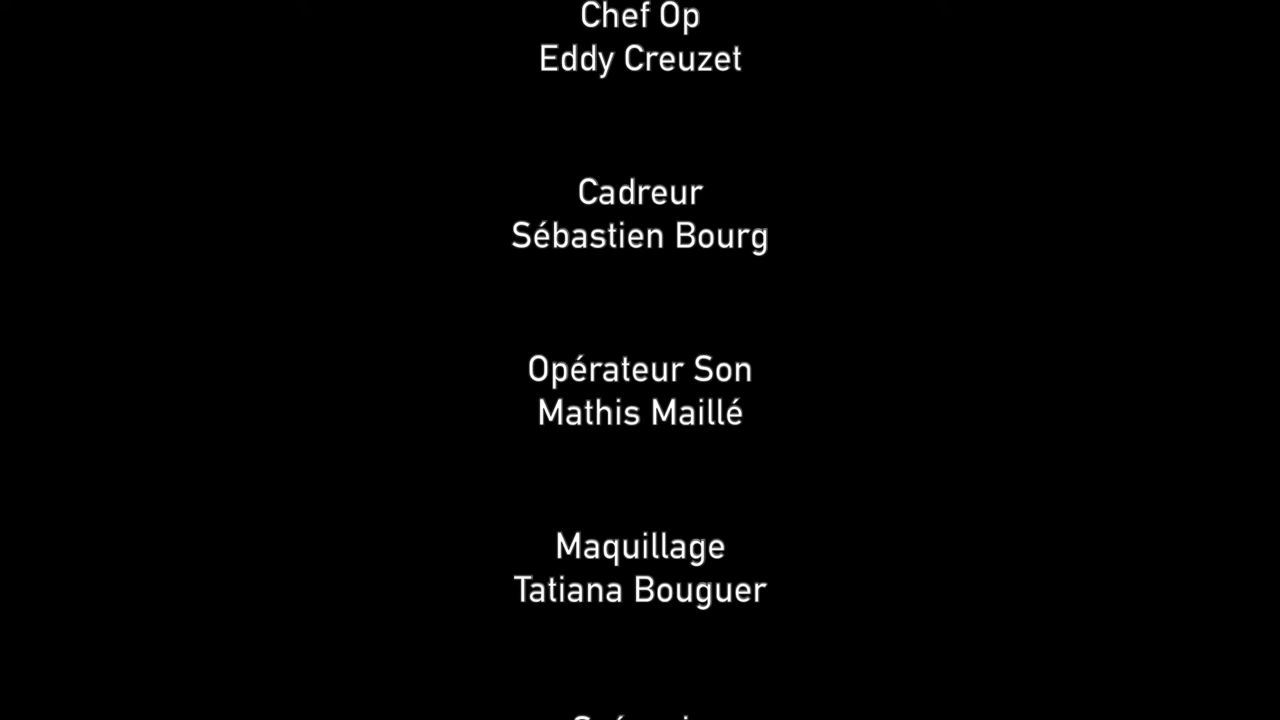 Chef Op
Eddy Creuzet
Cadreur
Sébastien Bourg
Opérateur Son
Mathis Maillé
Maquillage
Tatiana Bouguer